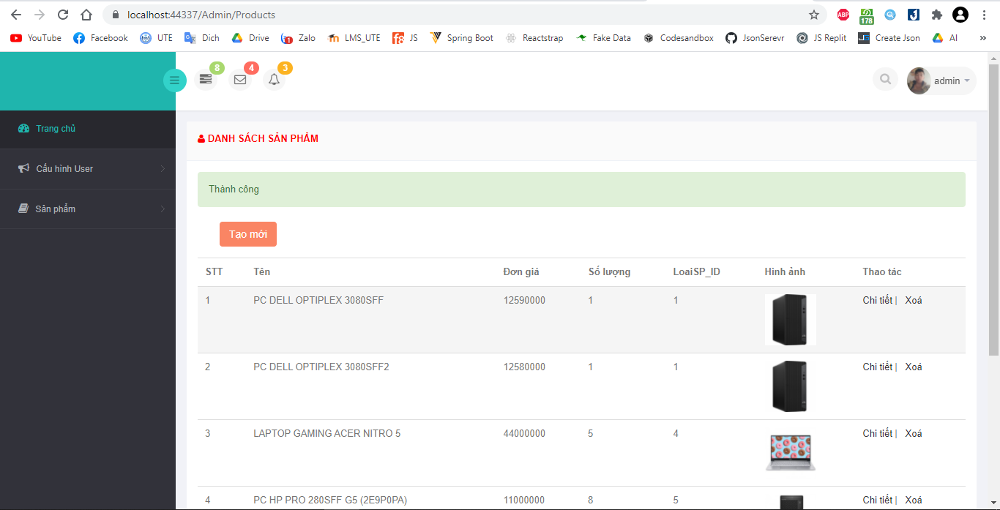 localhost:44337/Admin/Products
ABP
178
YouTube Facebook UTE Dich Drive 1 Zalo LMS_UTE f8 JS Spring Boot Reactstrap Fake Data Codesandbox JsonSerevr JS Replit JS Create Json AI »
8 4 3
admin
Trang chủ
Cấu hình User
Sản phẩm
DANH SÁCH SẢN PHẨM
Thành công
Tạo mới
STT Tên Đơn giá Số lượng LoaiSP_ID Hình ảnh Thao tác
1 PC DELL OPTIPLEX 3080SFF 12590000 1 1 Chi tiết | Xoá
2 PC DELL OPTIPLEX 3080SFF2 12580000 1 1 Chi tiết | Xoá
3 LAPTOP GAMING ACER NITRO 5 44000000 5 4 Chi tiết | Xoá
4 PC HP PRO 280SFF G5 (2E9P0PA) 11000000 8 5 Chi tiết | Xoá